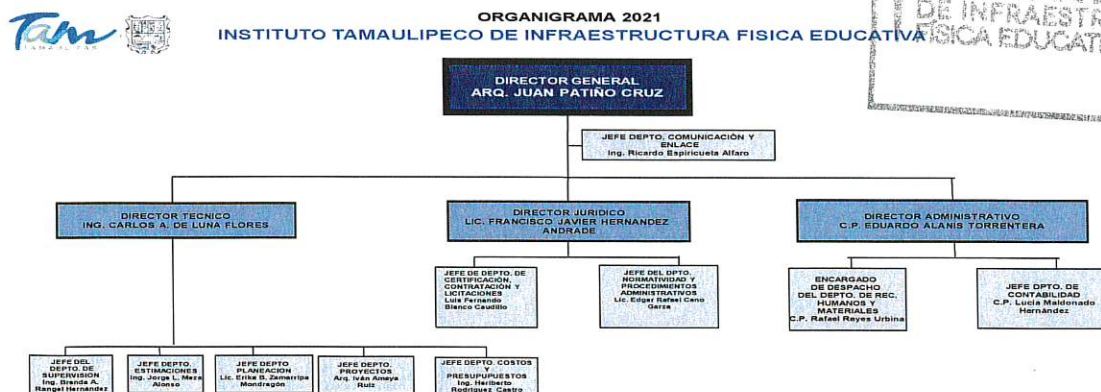 Tam
TAMAULIPAS
ORGANIGRAMA 2021
INSTITUTO TAMAULIPECO DE INFRAESTRUCTURA FISICA EDUCATIVA
DE INFRAESTR
FISICA EDUCATI
DIRECTOR GENERAL
ARQ. JUAN PATIÑO CRUZ
JEFE DEPTO. COMUNICACIÓN Y
ENLACE
Ing. Ricardo Espiricueta Alfaro
DIRECTOR TECNICO
ING. CARLOS A. DE LUNA FLORES
DIRECTOR JURIDICO
LIC. FRANCISCO JAVIER HERNANDEZ
ANDRADE
DIRECTOR ADMINISTRATIVO
C.P. EDUARDO ALANIS TORRENTERA
JEFE DE DEPTO. DE
CERTIFICACIÓN,
CONTRATACIÓN Y
LICITACIONES
Luis Fernando
Blanco Caudillo
JEFE DEL DPTO.
NORMATIVIDAD Y
PROCEDIMIENTOS
ADMINISTRATIVOS
Lic. Edgar Rafael Cano
Garza
ENCARGADO
DE DESPACHO
DEL DEPTO. DE REC.
HUMANOS Y
MATERIALES
C.P. Rafael Reyes Urbina
JEFE DPTO. DE
CONTABILIDAD
C.P. Lucia Maldonado
Hernández
JEFE DEL
DEPTO. DE
SUPERVISIÓN
Ing. Brenda A.
Rangel Hernández
JEFE DEPTO.
ESTIMACIONES
Ing. Jorge L. Meza
Alonso
JEFE DEPTO
PLANEACIÓN
Lic. Erika B. Zamarripa
Mondragón
JEFE DEPTO.
PROYECTOS
Arq. Iván Amaya
Ruiz
JEFE DEPTO. COSTOS
Y
PRESUPUPUESTOS
Ing. Heriberto
Rodríguez Castro